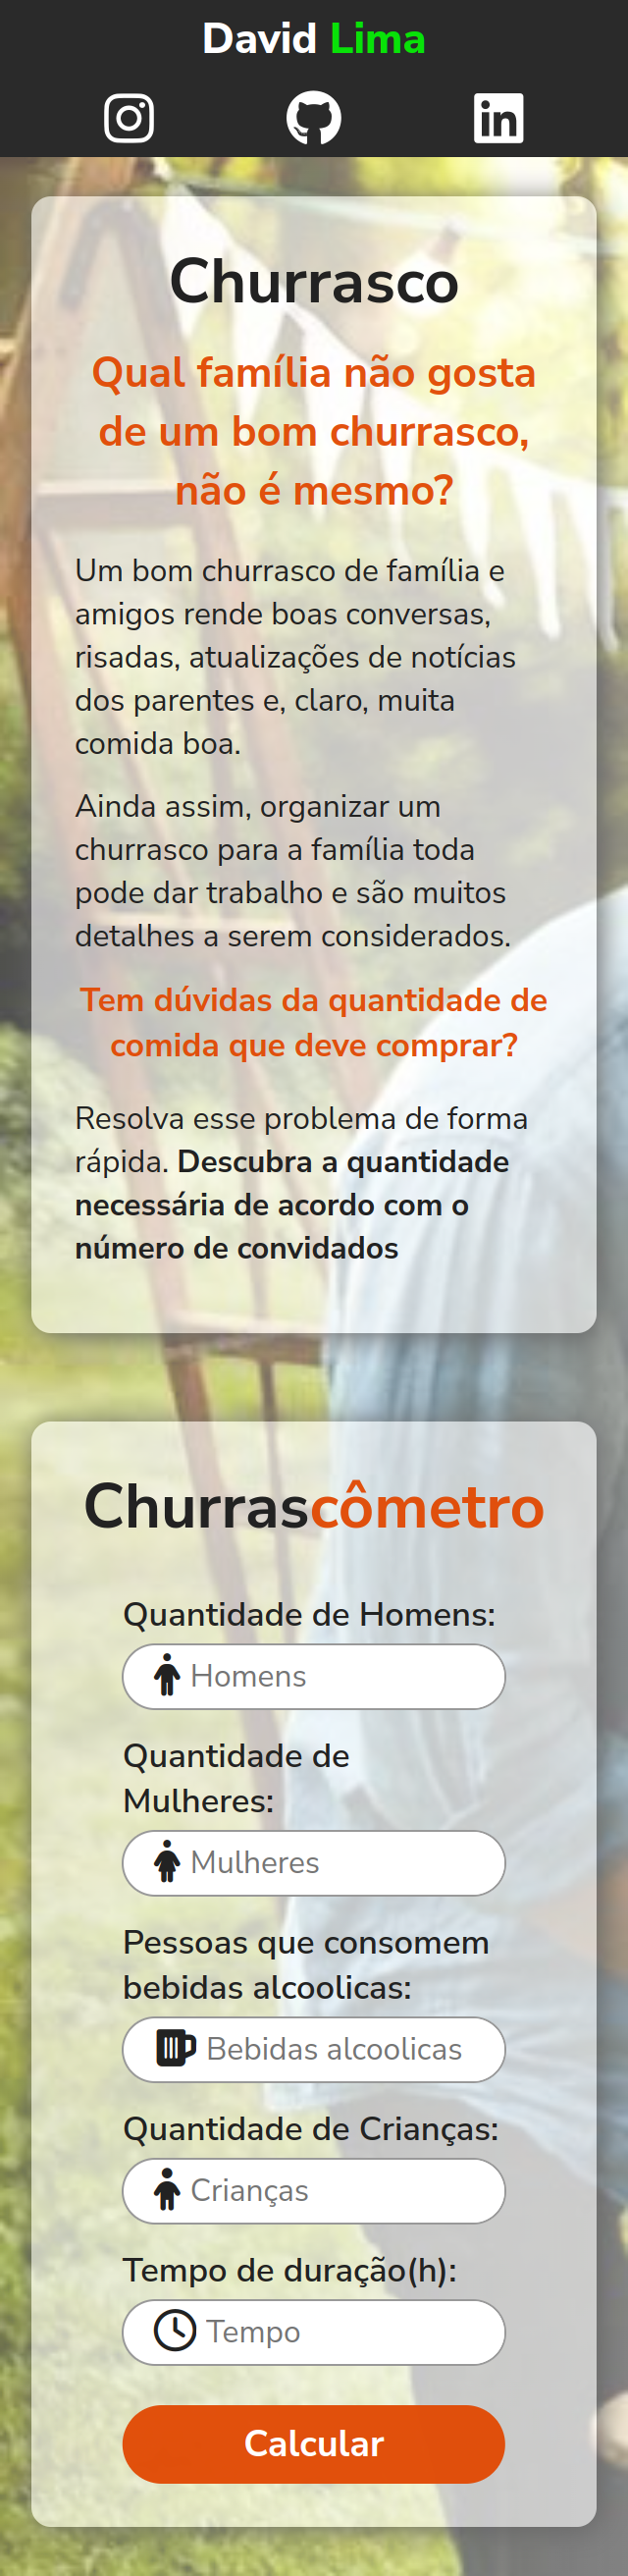 David Lima
Churrasco
Qual família não gosta
de um bom churrasco,
não é mesmo?
Um bom churrasco de família e
amigos rende boas conversas,
risadas, atualizações de notícias
dos parentes e, claro, muita
comida boa.
Ainda assim, organizar um
churrasco para a família toda
pode dar trabalho e são muitos
detalhes a serem considerados.
Tem dúvidas da quantidade de
comida que deve comprar?
Resolva esse problema de forma
rápida. Descubra a quantidade
necessária de acordo com o
número de convidados
Churrascômetro
Quantidade de Homens:
Homens
Quantidade de
Mulheres:
Mulheres
Pessoas que consomem
bebidas alcoolicas:
Bebidas alcoolicas
Quantidade de Crianças:
Crianças
Tempo de duração(h):
Tempo
Calcular